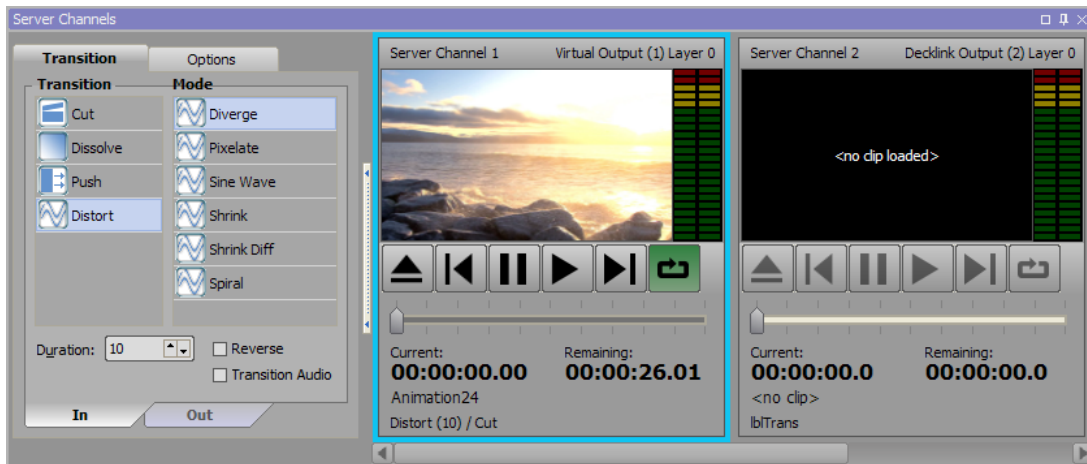 Server Channels
Transition
Options
Transition
Mode
Cut
Dissolve
Push
Distort
Diverge
Pixelate
Sine Wave
Shrink
Shrink Diff
Spiral
Duration: 10
Reverse
Transition Audio
In
Out
Server Channel 1
Virtual Output (1) Layer 0
Current:
Remaining:
00:00:00.00
00:00:26.01
Animation24
Distort (10) / Cut
Server Channel 2
Decklink Output (2) Layer 0
<no clip loaded>
Current:
Remaining:
00:00:00.0
00:00:00.0
<no clip>
lblTrans